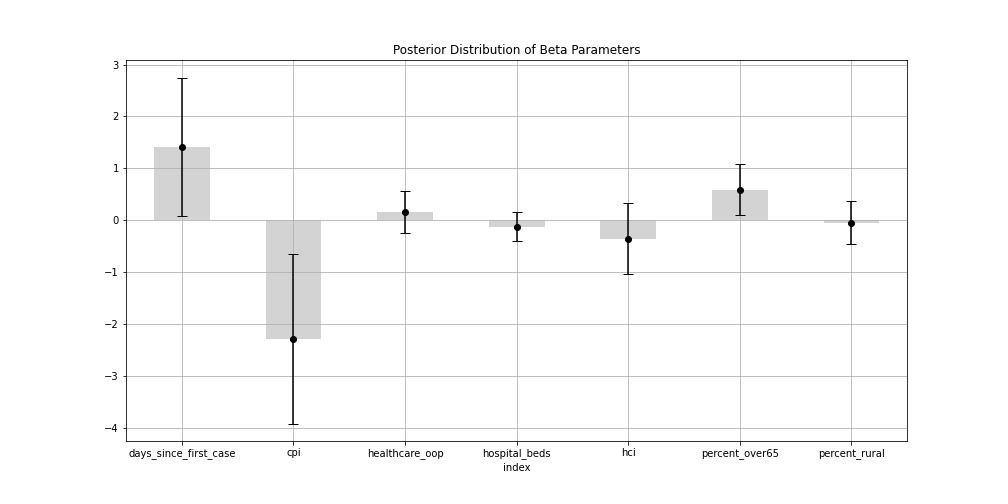 Posterior Distribution of Beta Parameters
3
2
1
0
−1
−2
−3
−4
days_since_first_case cpi healthcare_oop hospital_beds hci percent_over65 percent_rural
index